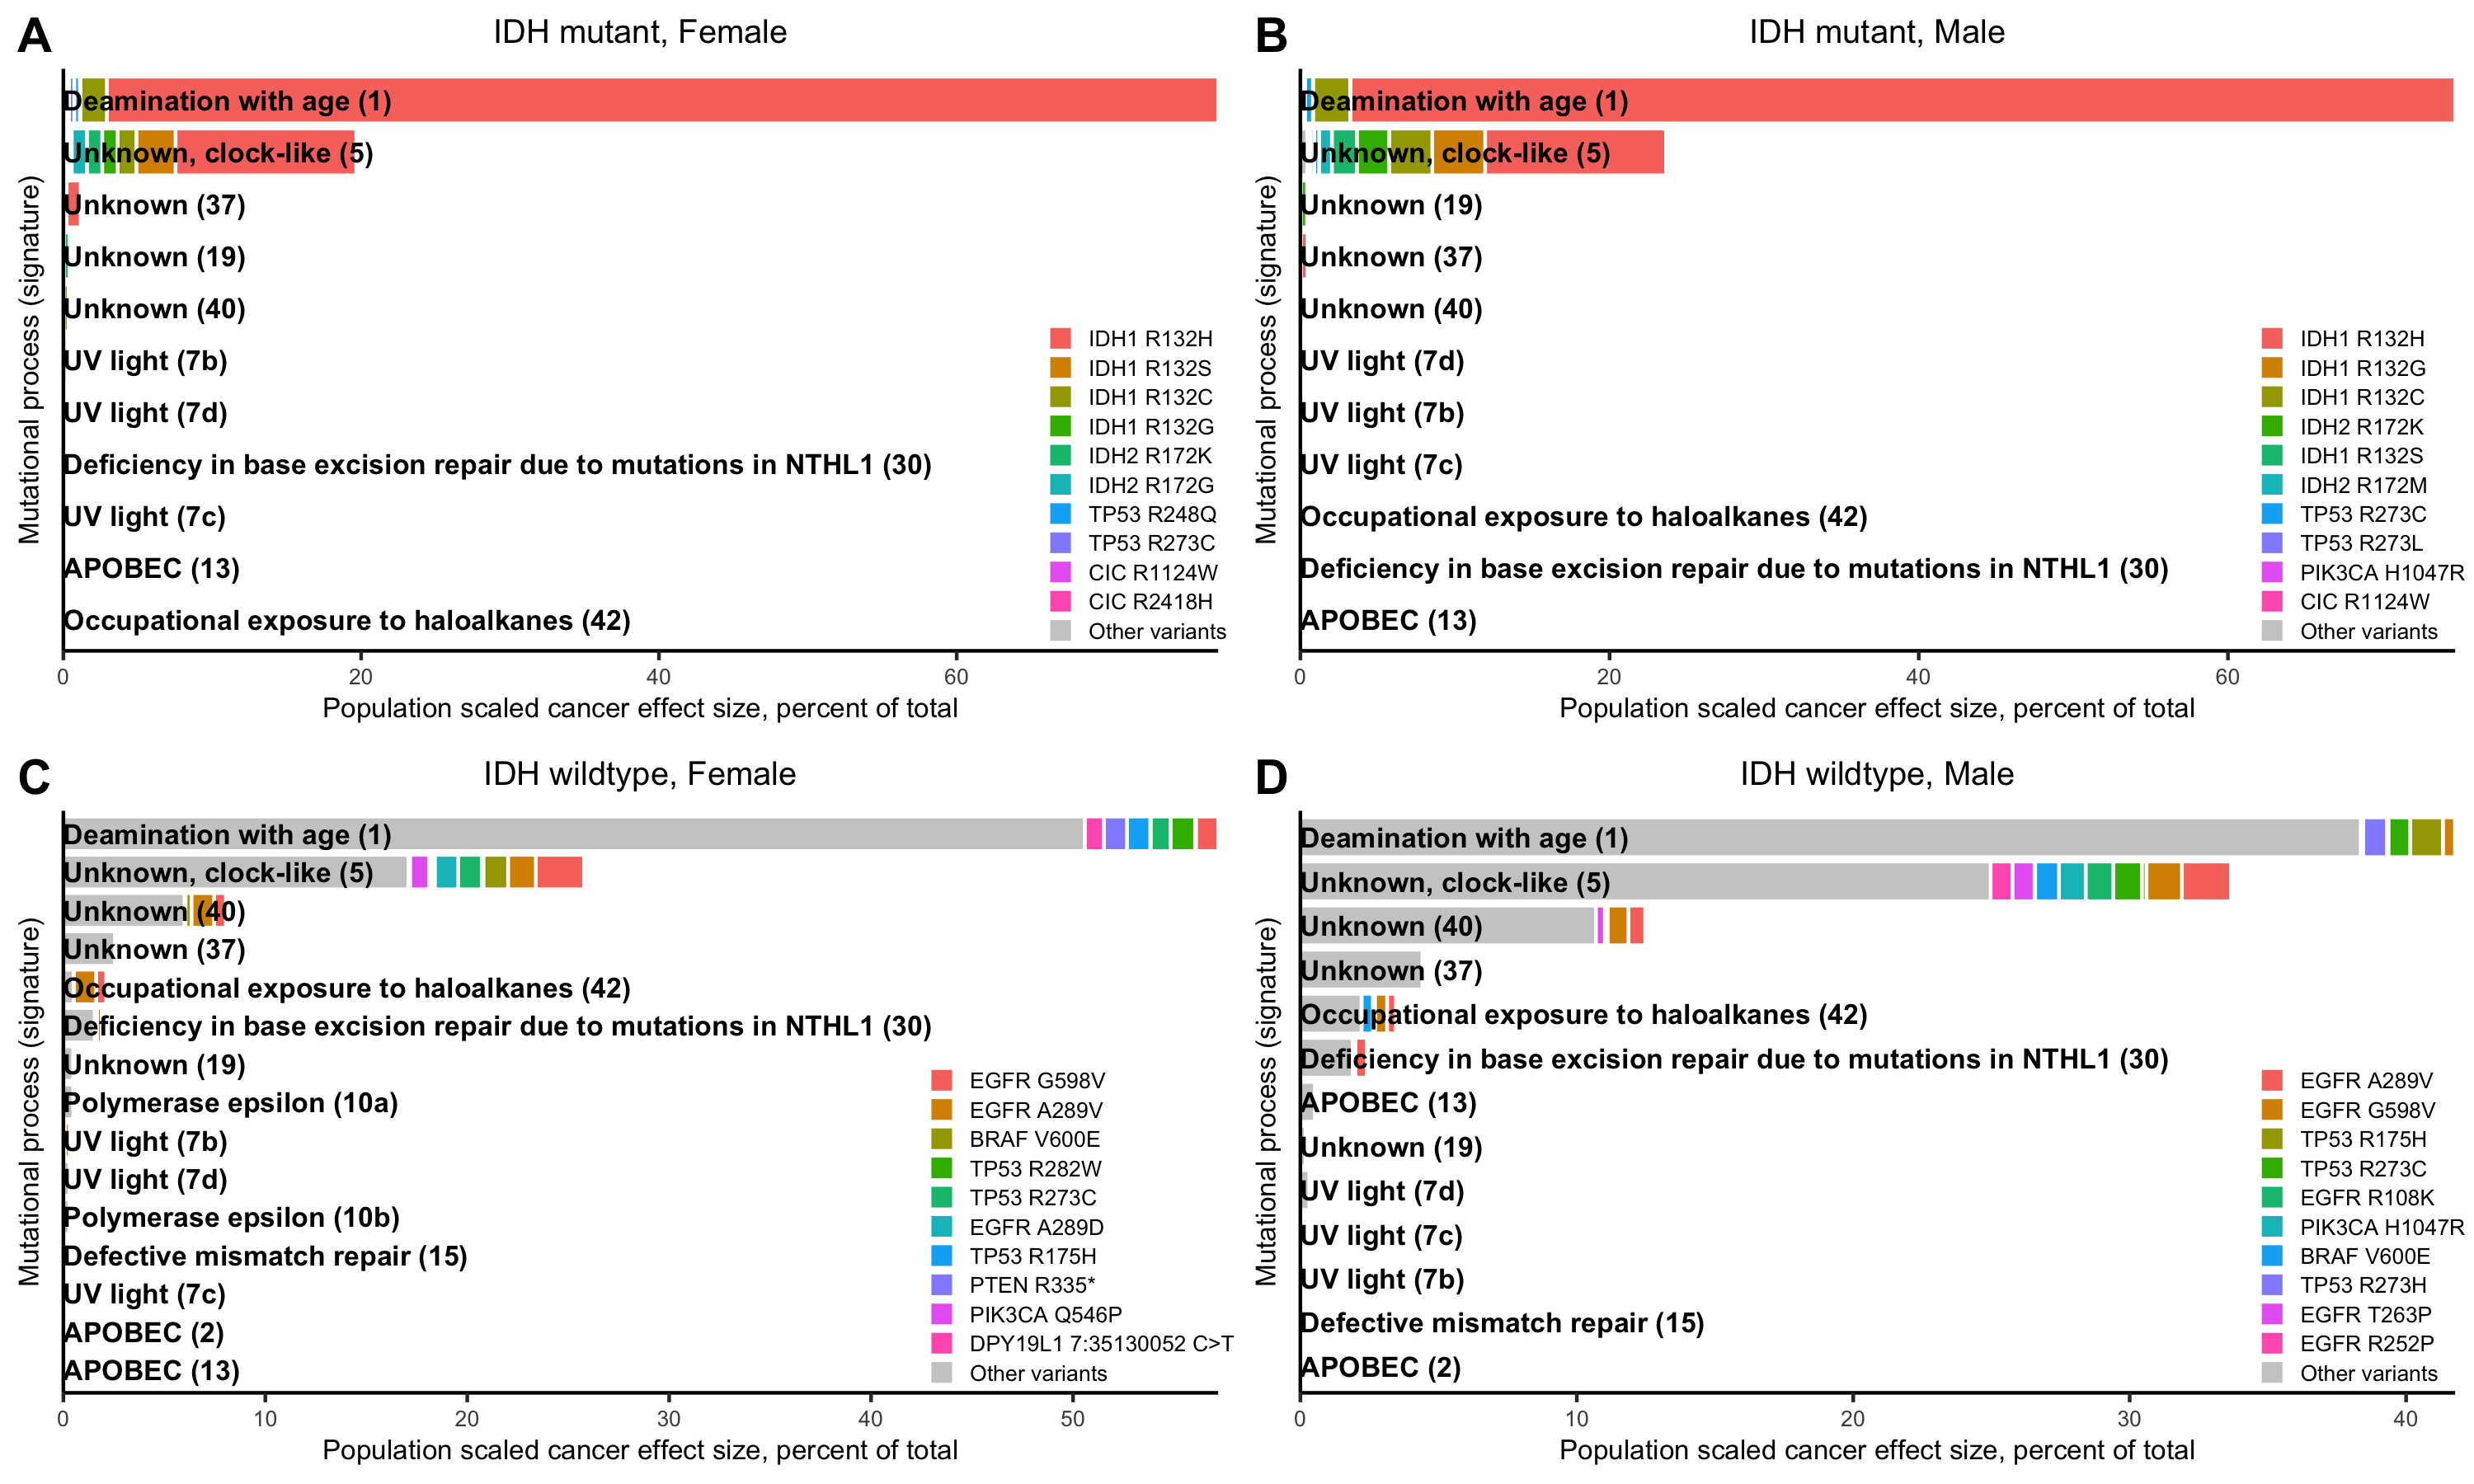 A
IDH mutant, Female
Mutational process (signature)
Deamination with age (1)
Unknown, clock-like (5)
Unknown (37)
Unknown (19)
Unknown (40)
UV light (7b)
UV light (7d)
Deficiency in base excision repair due to mutations in NTHL1 (30)
UV light (7c)
APOBEC (13)
Occupational exposure to haloalkanes (42)
IDH1 R132H
IDH1 R132S
IDH1 R132C
IDH1 R132G
IDH2 R172K
IDH2 R172G
TP53 R248Q
TP53 R273C
CIC R1124W
CIC R2418H
Other variants
0 20 40 60
Population scaled cancer effect size, percent of total
B
IDH mutant, Male
Mutational process (signature)
Deamination with age (1)
Unknown, clock-like (5)
Unknown (19)
Unknown (37)
Unknown (40)
UV light (7d)
UV light (7b)
UV light (7c)
Occupational exposure to haloalkanes (42)
Deficiency in base excision repair due to mutations in NTHL1 (30)
APOBEC (13)
IDH1 R132H
IDH1 R132G
IDH1 R132C
IDH2 R172K
IDH1 R132S
IDH2 R172M
TP53 R273C
TP53 R273L
PIK3CA H1047R
CIC R1124W
Other variants
0 20 40 60
Population scaled cancer effect size, percent of total
C
IDH wildtype, Female
Mutational process (signature)
Deamination with age (1)
Unknown, clock-like (5)
Unknown (40)
Unknown (37)
Occupational exposure to haloalkanes (42)
Deficiency in base excision repair due to mutations in NTHL1 (30)
Unknown (19)
Polymerase epsilon (10a)
UV light (7b)
UV light (7d)
Polymerase epsilon (10b)
Defective mismatch repair (15)
UV light (7c)
APOBEC (2)
APOBEC (13)
EGFR G598V
EGFR A289V
BRAF V600E
TP53 R282W
TP53 R273C
EGFR A289D
TP53 R175H
PTEN R335*
PIK3CA Q546P
DPY19L1 7:35130052 C>T
Other variants
0 10 20 30 40 50
Population scaled cancer effect size, percent of total
D
IDH wildtype, Male
Mutational process (signature)
Deamination with age (1)
Unknown, clock-like (5)
Unknown (40)
Unknown (37)
Occupational exposure to haloalkanes (42)
Deficiency in base excision repair due to mutations in NTHL1 (30)
APOBEC (13)
Unknown (19)
UV light (7d)
UV light (7c)
UV light (7b)
Defective mismatch repair (15)
APOBEC (2)
EGFR A289V
EGFR G598V
TP53 R175H
TP53 R273C
EGFR R108K
PIK3CA H1047R
BRAF V600E
TP53 R273H
EGFR T263P
EGFR R252P
Other variants
0 10 20 30 40
Population scaled cancer effect size, percent of total